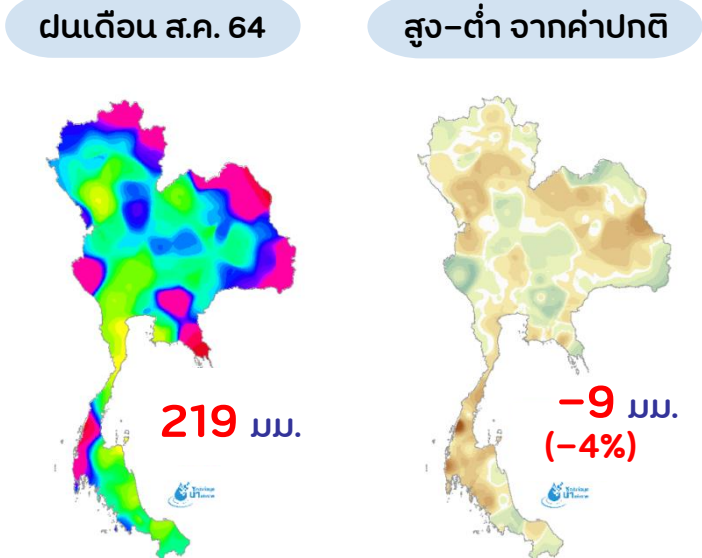 ฝนเดือน ส.ค. 64
สูง-ต่ำ จากค่าปกติ
219 มม.
-9 มม.
(-4%)